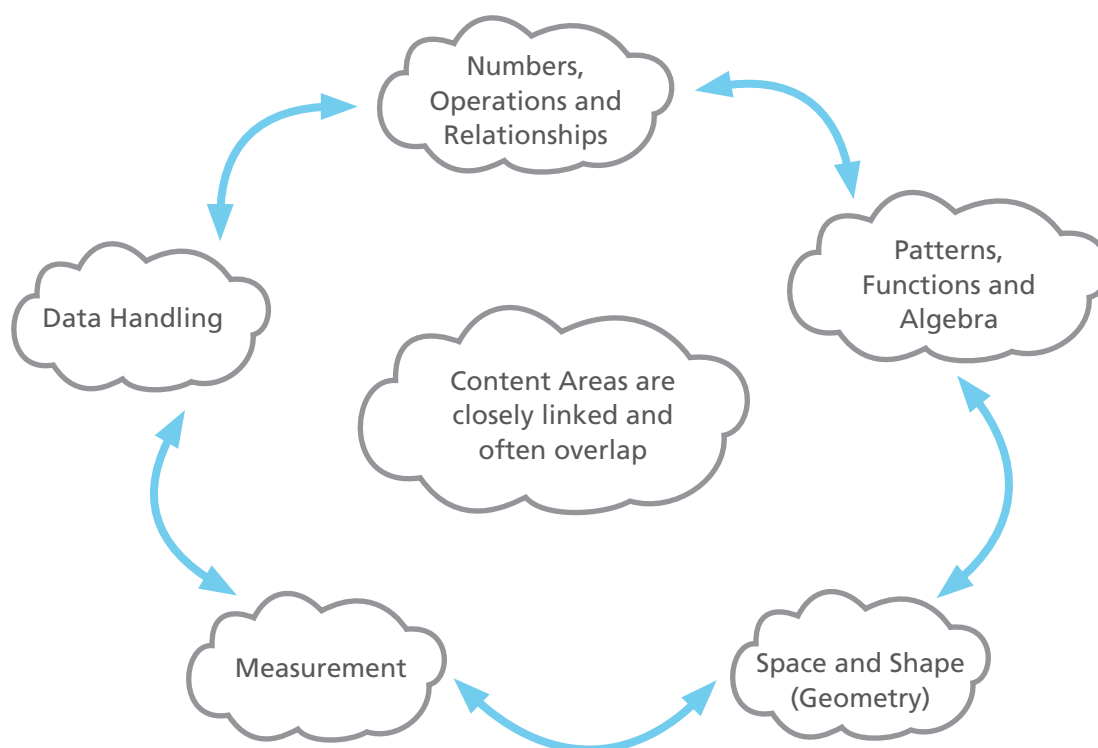 Numbers,
Operations and
Relationships
Patterns,
Functions and
Algebra
Data Handling
Content Areas are
closely linked and
often overlap
Measurement
Space and Shape
(Geometry)